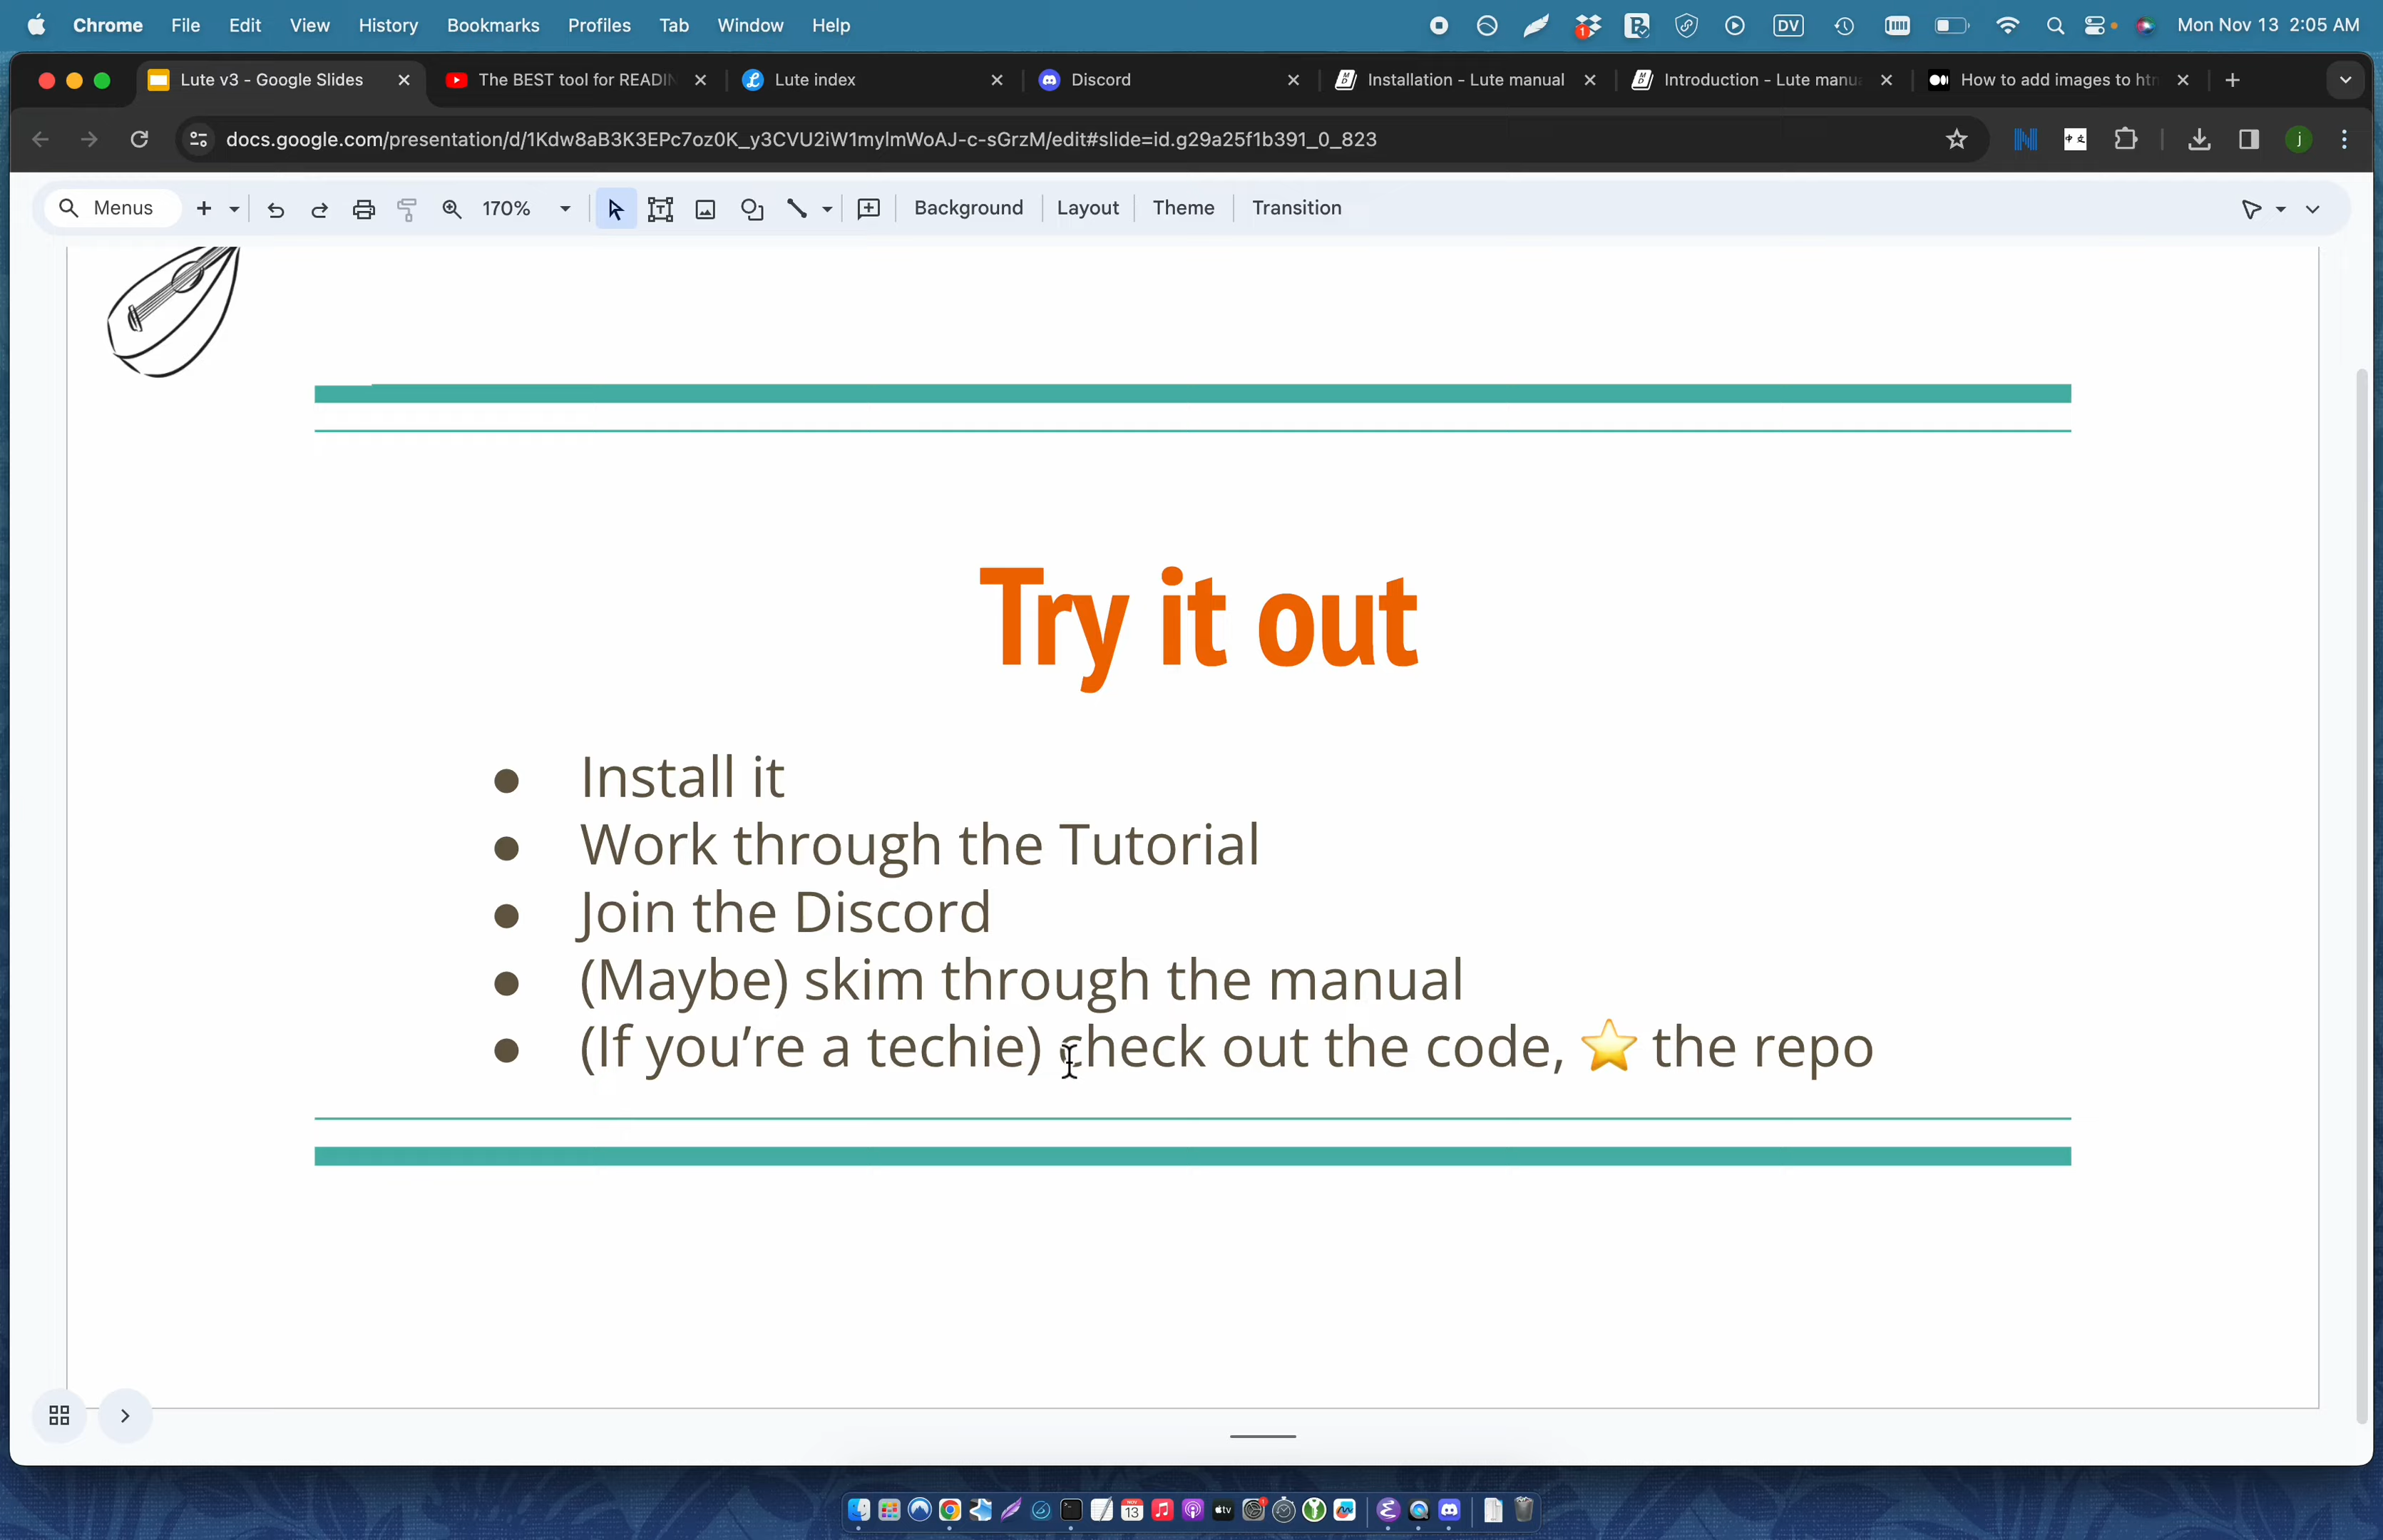 Chrome File Edit View History Bookmarks Profiles Tab Window Help DV Mon Nov 13 2:05 AM
Lute v3 - Google Slides The BEST tool for READIN Lute index Discord Installation - Lute manual Introduction - Lute manua How to add images to htm
docs.google.com/presentation/d/1Kdw8aB3K3EPc7oz0K_y3CVU2iW1mylmWoAJ-c-sGrzM/edit#slide=id.g29a25f1b391_0_823
Menus 170% Background Layout Theme Transition
Try it out
● Install it
● Work through the Tutorial
● Join the Discord
● (Maybe) skim through the manual
● (If you’re a techie) check out the code, ⭐ the repo